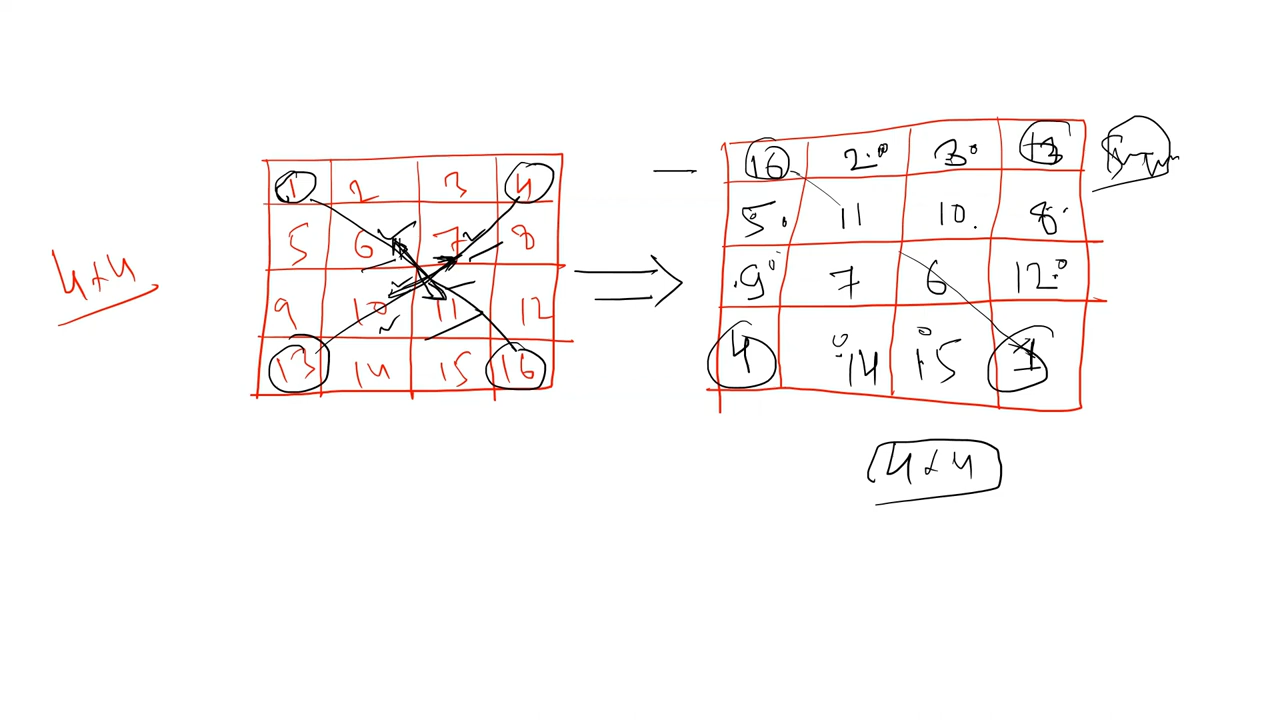 4x4
1 2 3 4
5 6 7 8
9 10 11 12
13 14 15 16
16 2 3 13
5 11 10 8
9 7 6 12
4 14 15 1
4x4